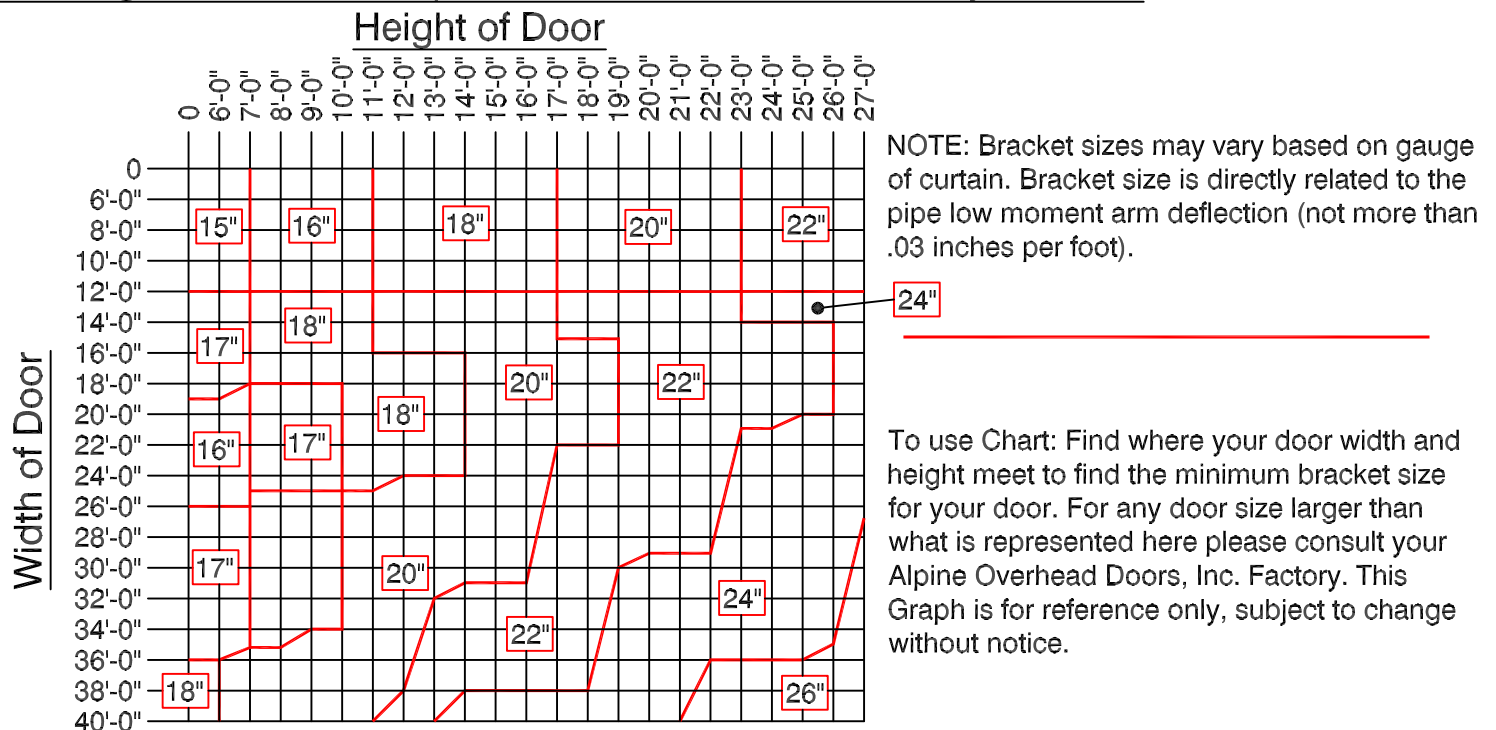 Height of Door
0 6'-0" 7'-0" 8'-0" 9'-0" 10'-0" 11'-0" 12'-0" 13'-0" 14'-0" 15'-0" 16'-0" 17'-0" 18'-0" 19'-0" 20'-0" 21'-0" 22'-0" 23'-0" 24'-0" 25'-0" 26'-0" 27'-0"
Width of Door
0
6'-0"
8'-0"
10'-0"
12'-0"
14'-0"
16'-0"
18'-0"
20'-0"
22'-0"
24'-0"
26'-0"
28'-0"
30'-0"
32'-0"
34'-0"
36'-0"
38'-0"
40'-0"
15" 16" 18" 20" 22"
18"
17"
20" 22"
18"
16" 17"
17" 20"
24"
22"
18" 26"
NOTE: Bracket sizes may vary based on gauge
of curtain. Bracket size is directly related to the
pipe low moment arm deflection (not more than
.03 inches per foot).
24"
To use Chart: Find where your door width and
height meet to find the minimum bracket size
for your door. For any door size larger than
what is represented here please consult your
Alpine Overhead Doors, Inc. Factory. This
Graph is for reference only, subject to change
without notice.